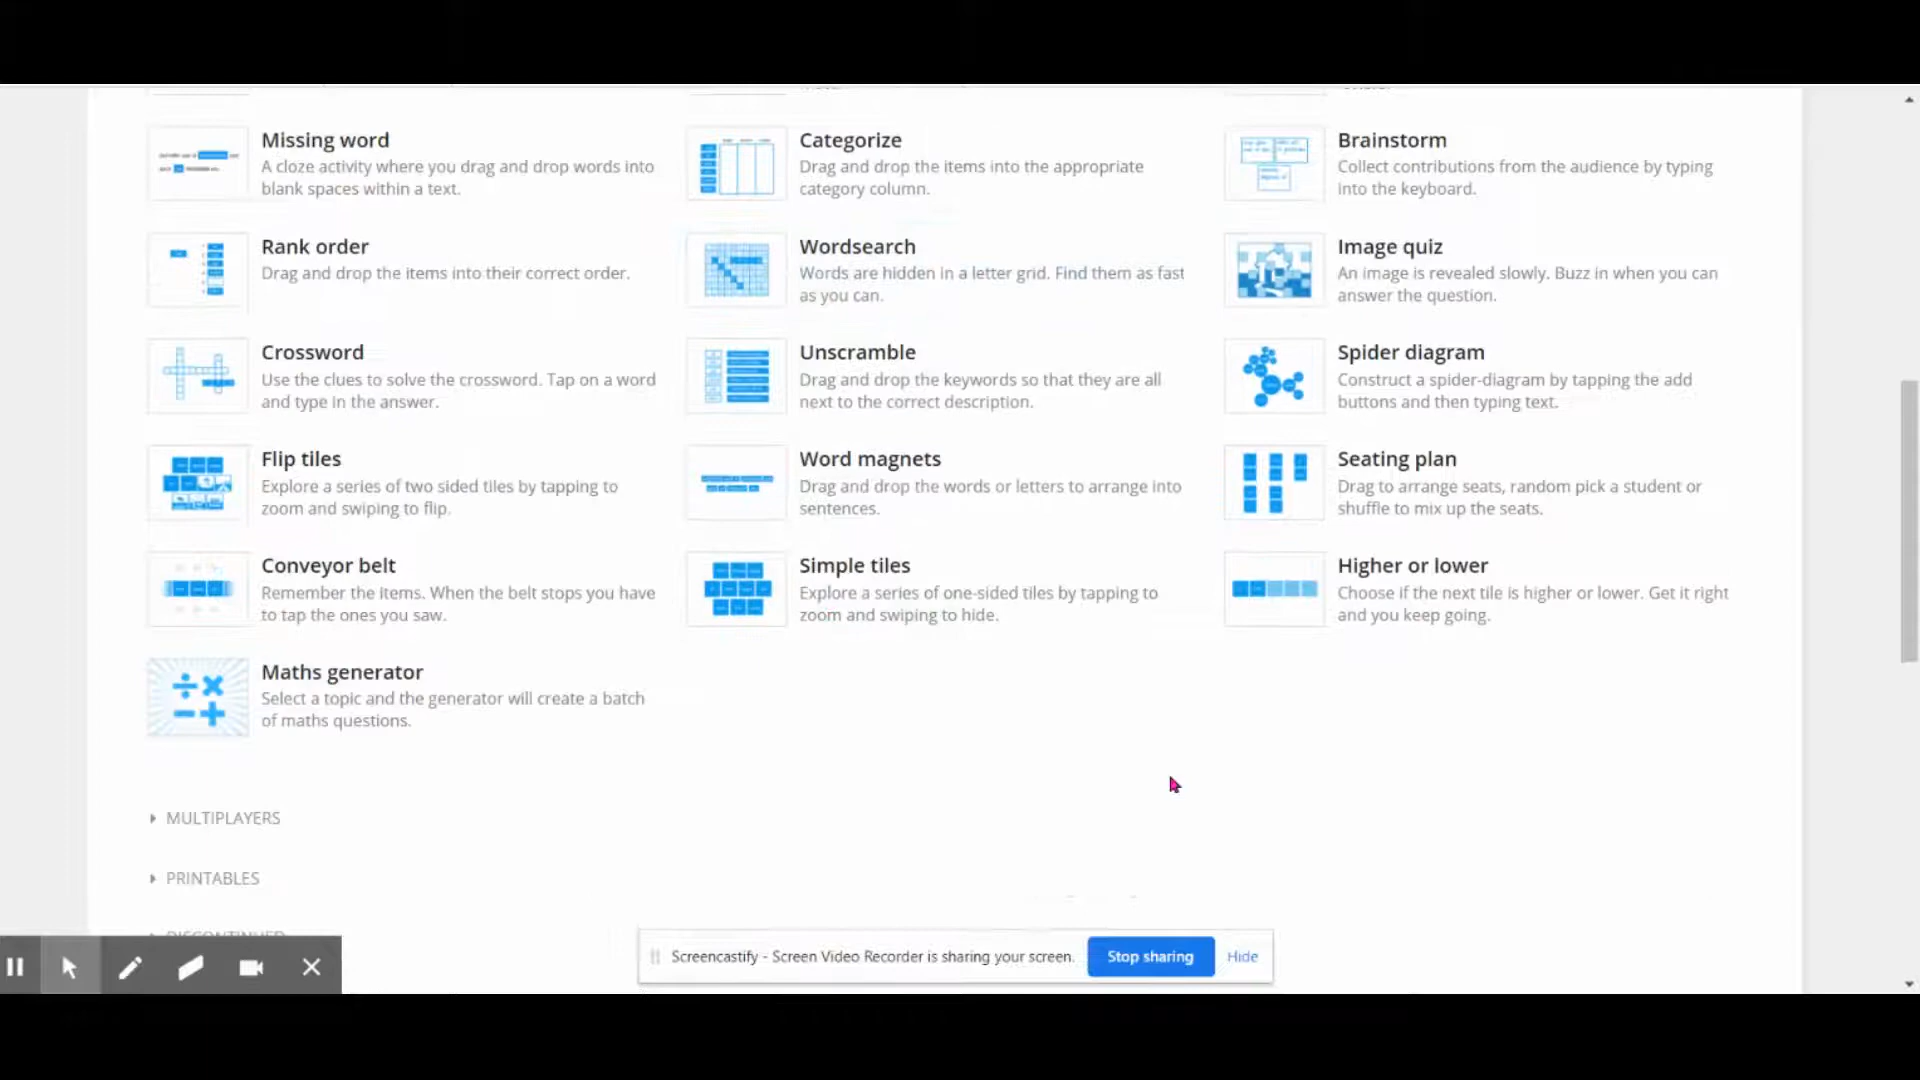 Missing word
A cloze activity where you drag and drop words into
blank spaces within a text.
Categorize
Drag and drop the items into the appropriate
category column.
Brainstorm
Collect contributions from the audience by typing
into the keyboard.
Rank order
Drag and drop the items into their correct order.
Wordsearch
Words are hidden in a letter grid. Find them as fast
as you can.
Image quiz
An image is revealed slowly. Buzz in when you can
answer the question.
Crossword
Use the clues to solve the crossword. Tap on a word
and type in the answer.
Unscramble
Drag and drop the keywords so that they are all
next to the correct description.
Spider diagram
Construct a spider-diagram by tapping the add
buttons and then typing text.
Flip tiles
Explore a series of two sided tiles by tapping to
zoom and swiping to flip.
Word magnets
Drag and drop the words or letters to arrange into
sentences.
Seating plan
Drag to arrange seats, random pick a student or
shuffle to mix up the seats.
Conveyor belt
Remember the items. When the belt stops you have
to tap the ones you saw.
Simple tiles
Explore a series of one-sided tiles by tapping to
zoom and swiping to hide.
Higher or lower
Choose if the next tile is higher or lower. Get it right
and you keep going.
Maths generator
Select a topic and the generator will create a batch
of maths questions.
MULTIPLAYERS
PRINTABLES
DISCONTINUED
Screencastify - Screen Video Recorder is sharing your screen.
Stop sharing
Hide